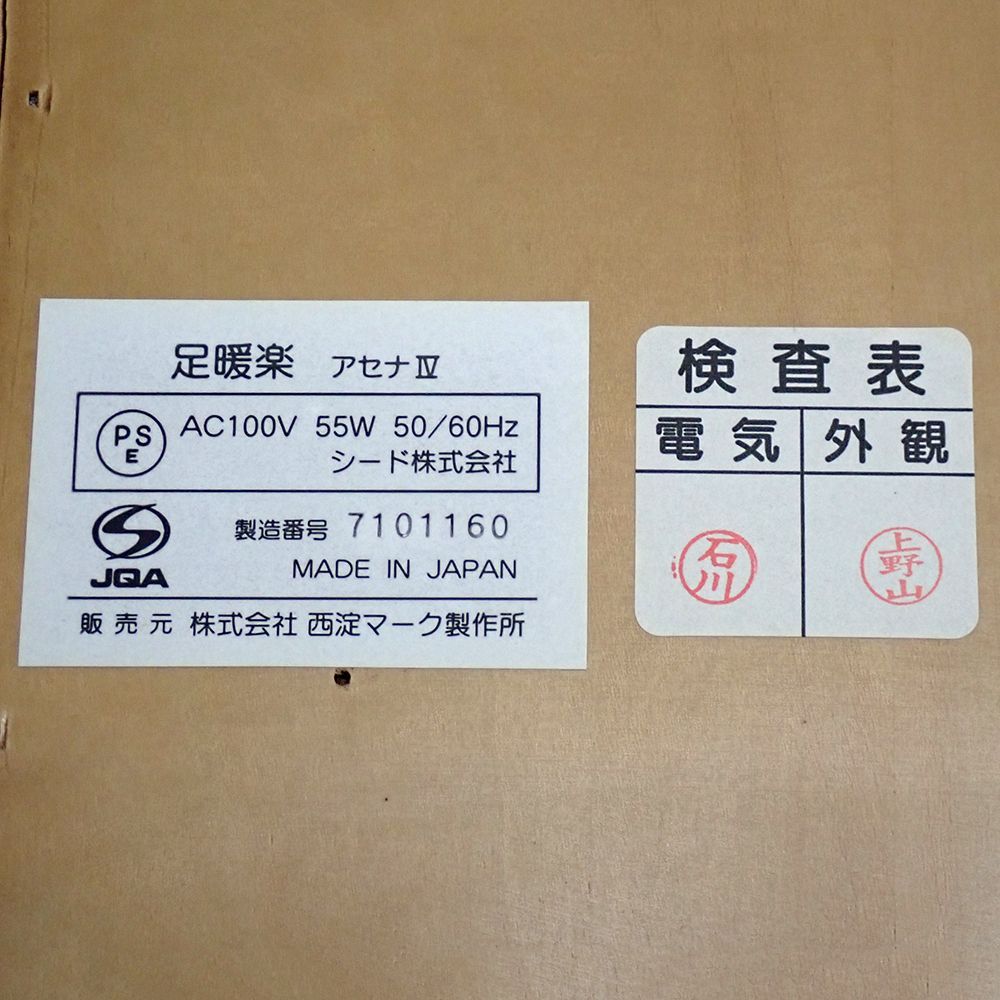 足暖楽 アセナⅣ
PSE
AC100V 55W 50/60Hz
シード株式会社
JQA
製造番号 7101160
MADE IN JAPAN
販売元 株式会社 西淀マーク製作所
検査表
電気 外観
石川 上野山